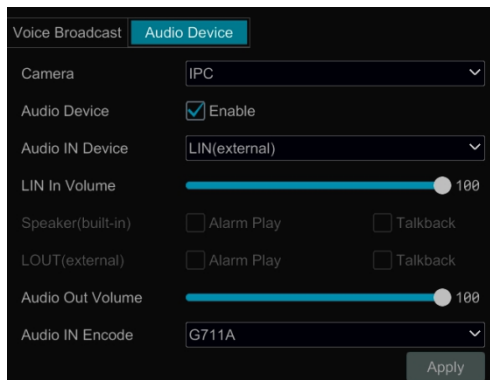 Voice Broadcast Audio Device
Camera IPC
Audio Device Enable
Audio IN Device LIN(external)
LIN In Volume 100
Speaker(built-in) Alarm Play Talkback
LOUT(external) Alarm Play Talkback
Audio Out Volume 100
Audio IN Encode G711A
Apply